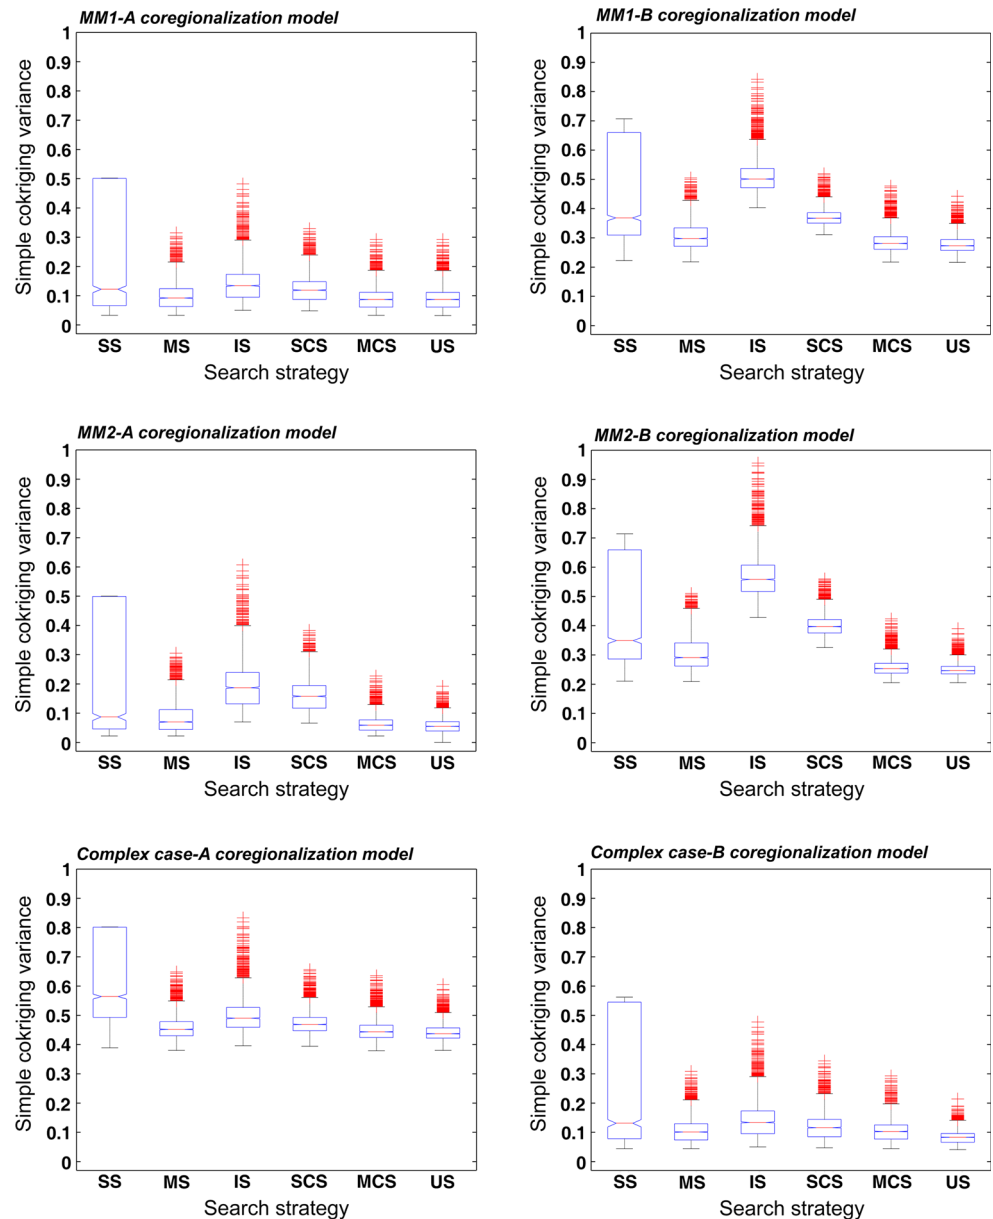 MM1-A coregionalization model
Simple cokriging variance
1
0.9
0.8
0.7
0.6
0.5
0.4
0.3
0.2
0.1
0
SS MS IS SCS MCS US
Search strategy
MM1-B coregionalization model
Simple cokriging variance
1
0.9
0.8
0.7
0.6
0.5
0.4
0.3
0.2
0.1
0
SS MS IS SCS MCS US
Search strategy
MM2-A coregionalization model
Simple cokriging variance
1
0.9
0.8
0.7
0.6
0.5
0.4
0.3
0.2
0.1
0
SS MS IS SCS MCS US
Search strategy
MM2-B coregionalization model
Simple cokriging variance
1
0.9
0.8
0.7
0.6
0.5
0.4
0.3
0.2
0.1
0
SS MS IS SCS MCS US
Search strategy
Complex case-A coregionalization model
Simple cokriging variance
1
0.9
0.8
0.7
0.6
0.5
0.4
0.3
0.2
0.1
0
SS MS IS SCS MCS US
Search strategy
Complex case-B coregionalization model
Simple cokriging variance
1
0.9
0.8
0.7
0.6
0.5
0.4
0.3
0.2
0.1
0
SS MS IS SCS MCS US
Search strategy